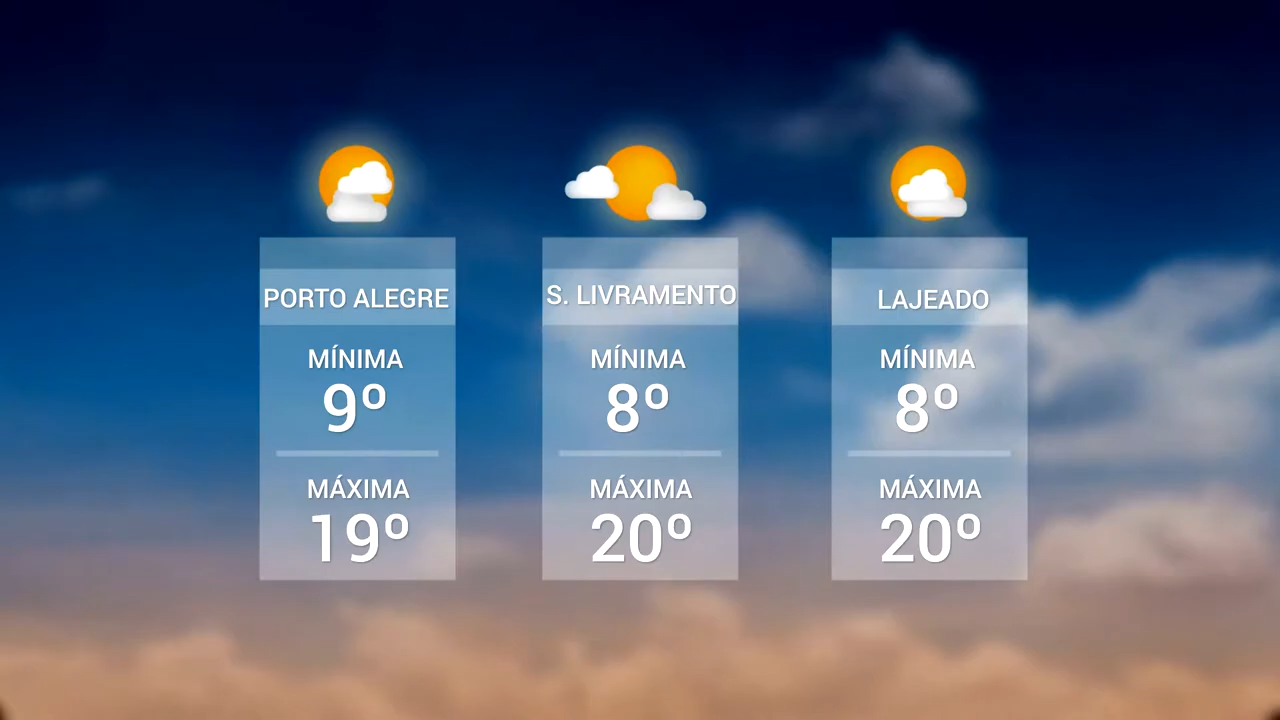 PORTO ALEGRE
MÍNIMA
9º
MÁXIMA
19º
S. LIVRAMENTO
MÍNIMA
8º
MÁXIMA
20º
LAJEADO
MÍNIMA
8º
MÁXIMA
20º